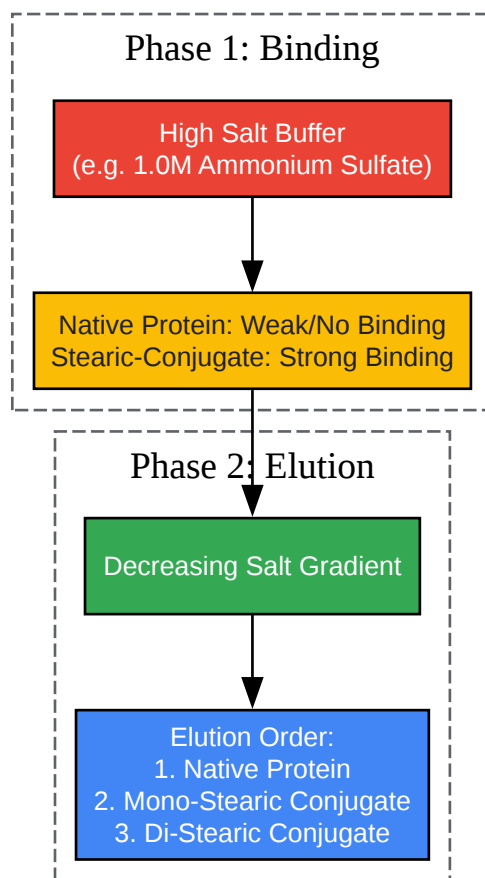 Phase 1: Binding
High Salt Buffer
(e.g. 1.0M Ammonium Sulfate)
Native Protein: Weak/No Binding
Stearic-Conjugate: Strong Binding
Phase 2: Elution
Decreasing Salt Gradient
Elution Order:
1. Native Protein
2. Mono-Stearic Conjugate
3. Di-Stearic Conjugate